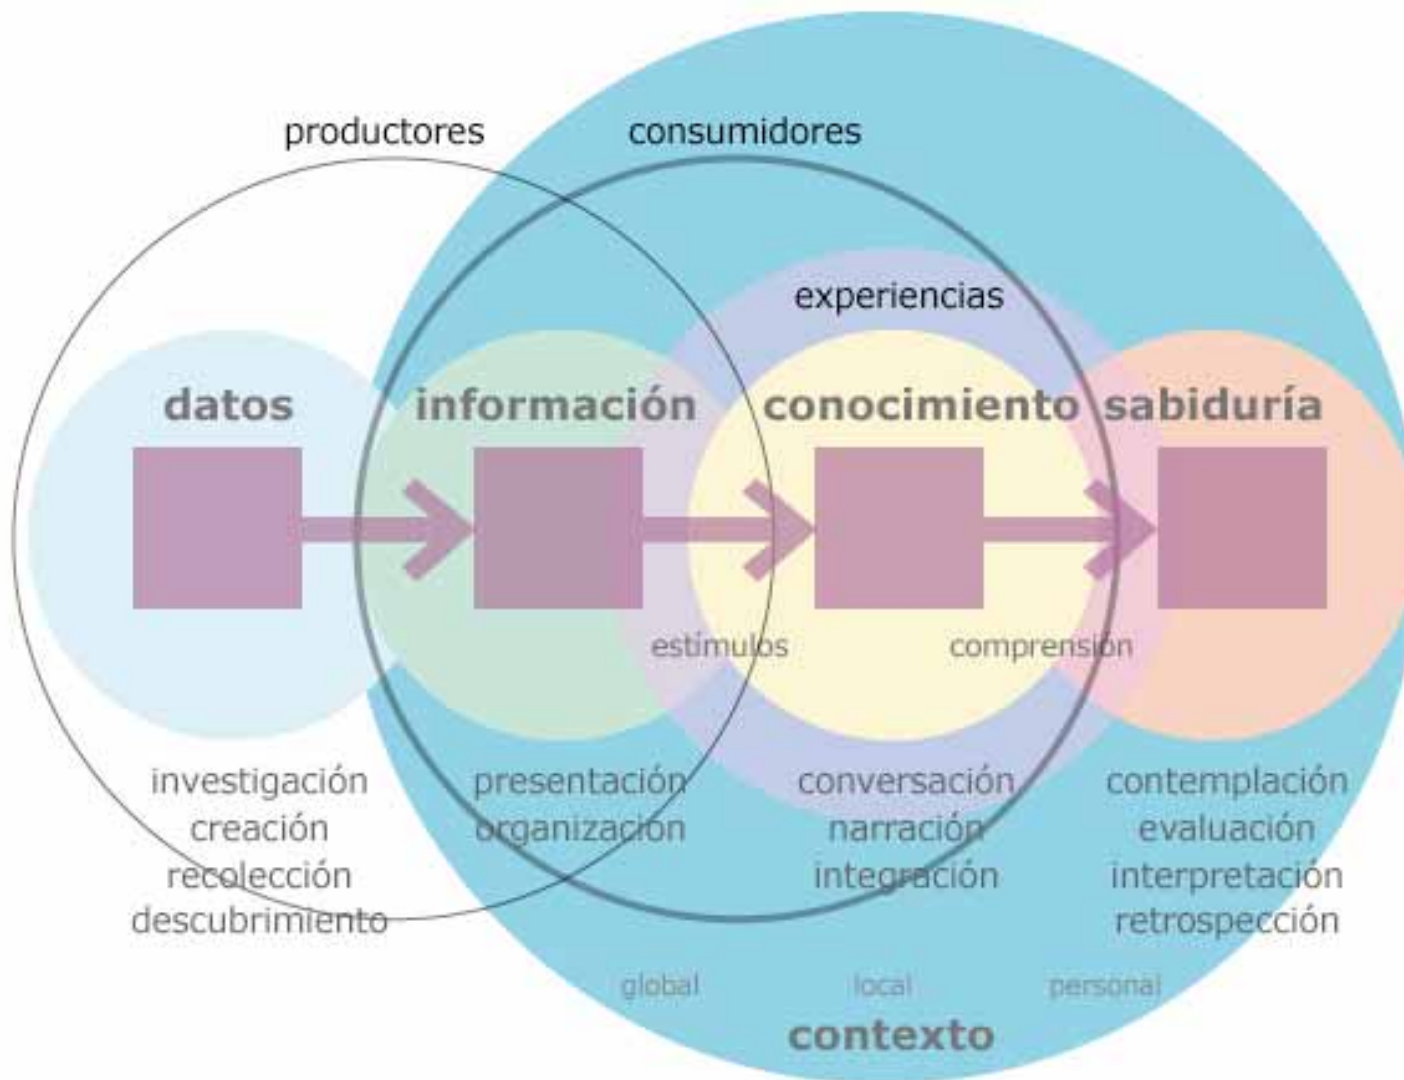 productores consumidores
experiencias
datos información conocimiento sabiduría
estímulos comprensión
investigación
creación
recolección
descubrimiento
presentación
organización
conversación
narración
integración
contemplación
evaluación
interpretación
retrospección
global local personal
contexto